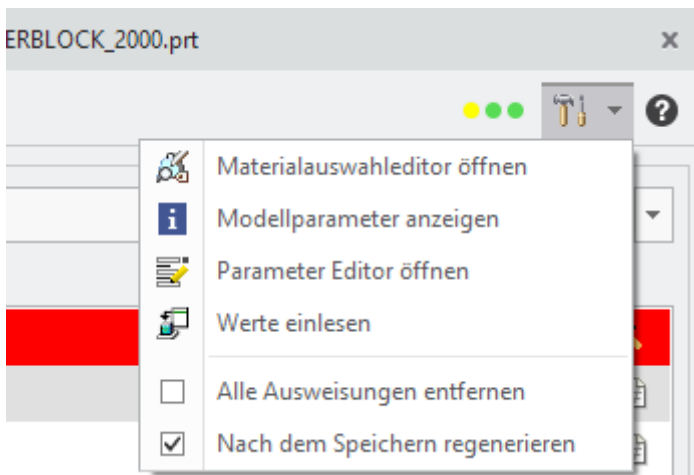 ERBLOCK_2000.prt
Materialauswahleditor öffnen
Modellparameter anzeigen
Parameter Editor öffnen
Werte einlesen
Alle Ausweisungen entfernen
Nach dem Speichern regenerieren